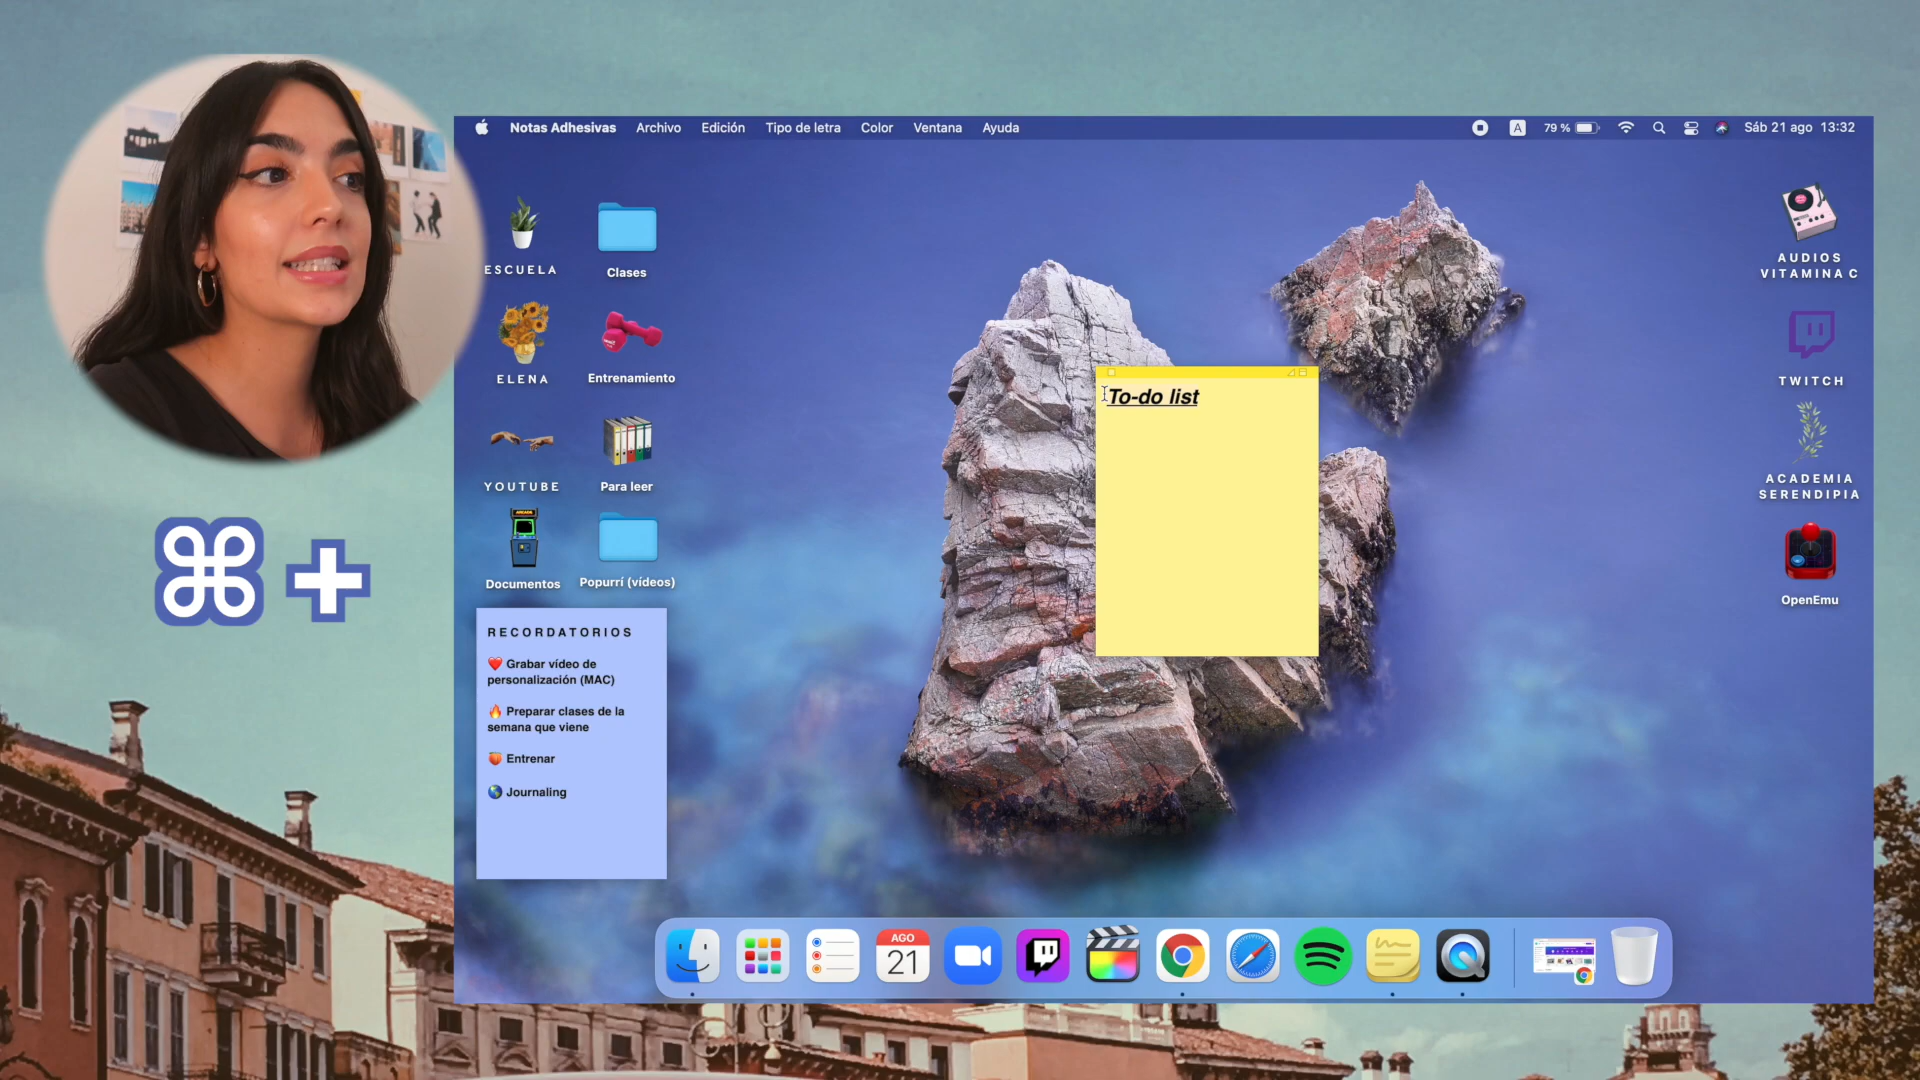 Notas Adhesivas Archivo Edición Tipo de letra Color Ventana Ayuda
A 79 % Sáb 21 ago 13:32
ESCUELA
Clases
ELENA
Entrenamiento
YOUTUBE
Para leer
Documentos
Popurrí (vídeos)
RECORDATORIOS
❤️ Grabar vídeo de
personalización (MAC)
🔥 Preparar clases de la
semana que viene
🍑 Entrenar
🌎 Journaling
⌘ +
To-do list
AUDIOS
VITAMINA C
TWITCH
ACADEMIA
SERENDIPIA
OpenEmu
AGO
21